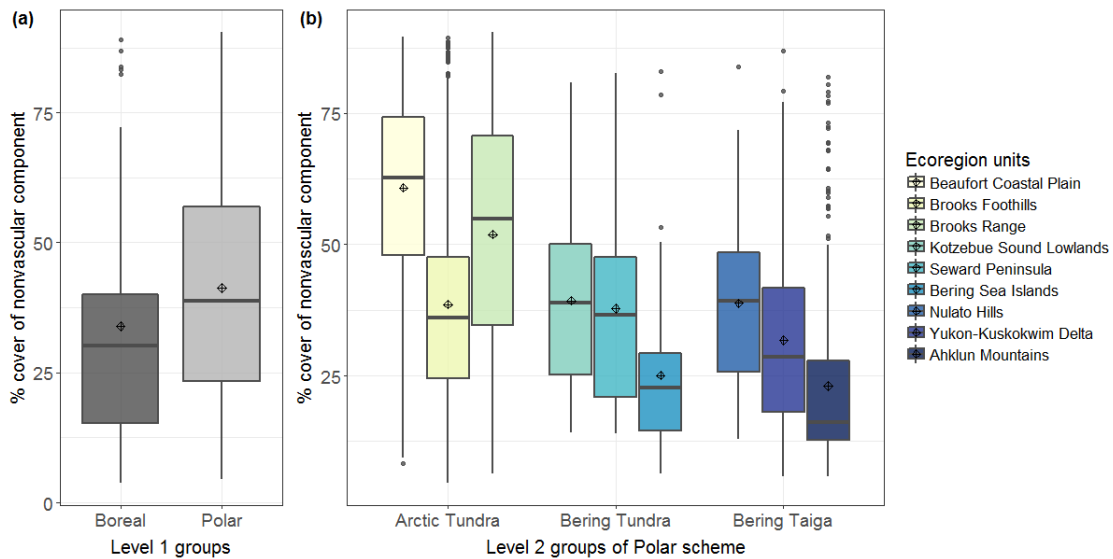 (a)
% cover of nonvascular component
75
50
25
0
Boreal Polar
Level 1 groups
(b)
% cover of nonvascular component
75
50
25
Arctic Tundra Bering Tundra Bering Taiga
Level 2 groups of Polar scheme
Ecoregion units
Beaufort Coastal Plain
Brooks Foothills
Brooks Range
Kotzebue Sound Lowlands
Seward Peninsula
Bering Sea Islands
Nulato Hills
Yukon-Kuskokwim Delta
Ahklun Mountains